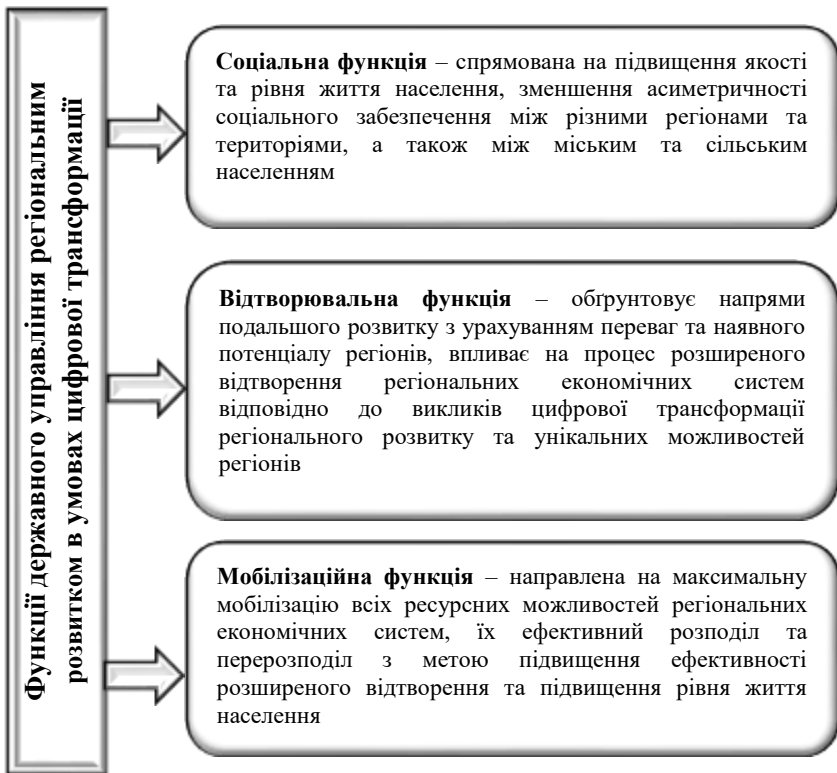 Функції державного управління регіональним
розвитком в умовах цифрової трансформації
Соціальна функція – спрямована на підвищення якості
та рівня життя населення, зменшення асиметричності
соціального забезпечення між різними регіонами та
територіями, а також між міським та сільським
населенням
Відтворювальна функція – обґрунтовує напрями
подальшого розвитку з урахуванням переваг та наявного
потенціалу регіонів, впливає на процес розширеного
відтворення регіональних економічних систем
відповідно до викликів цифрової трансформації
регіонального розвитку та унікальних можливостей
регіонів
Мобілізаційна функція – направлена на максимальну
мобілізацію всіх ресурсних можливостей регіональних
економічних систем, їх ефективний розподіл та
перерозподіл з метою підвищення ефективності
розширеного відтворення та підвищення рівня життя
населення